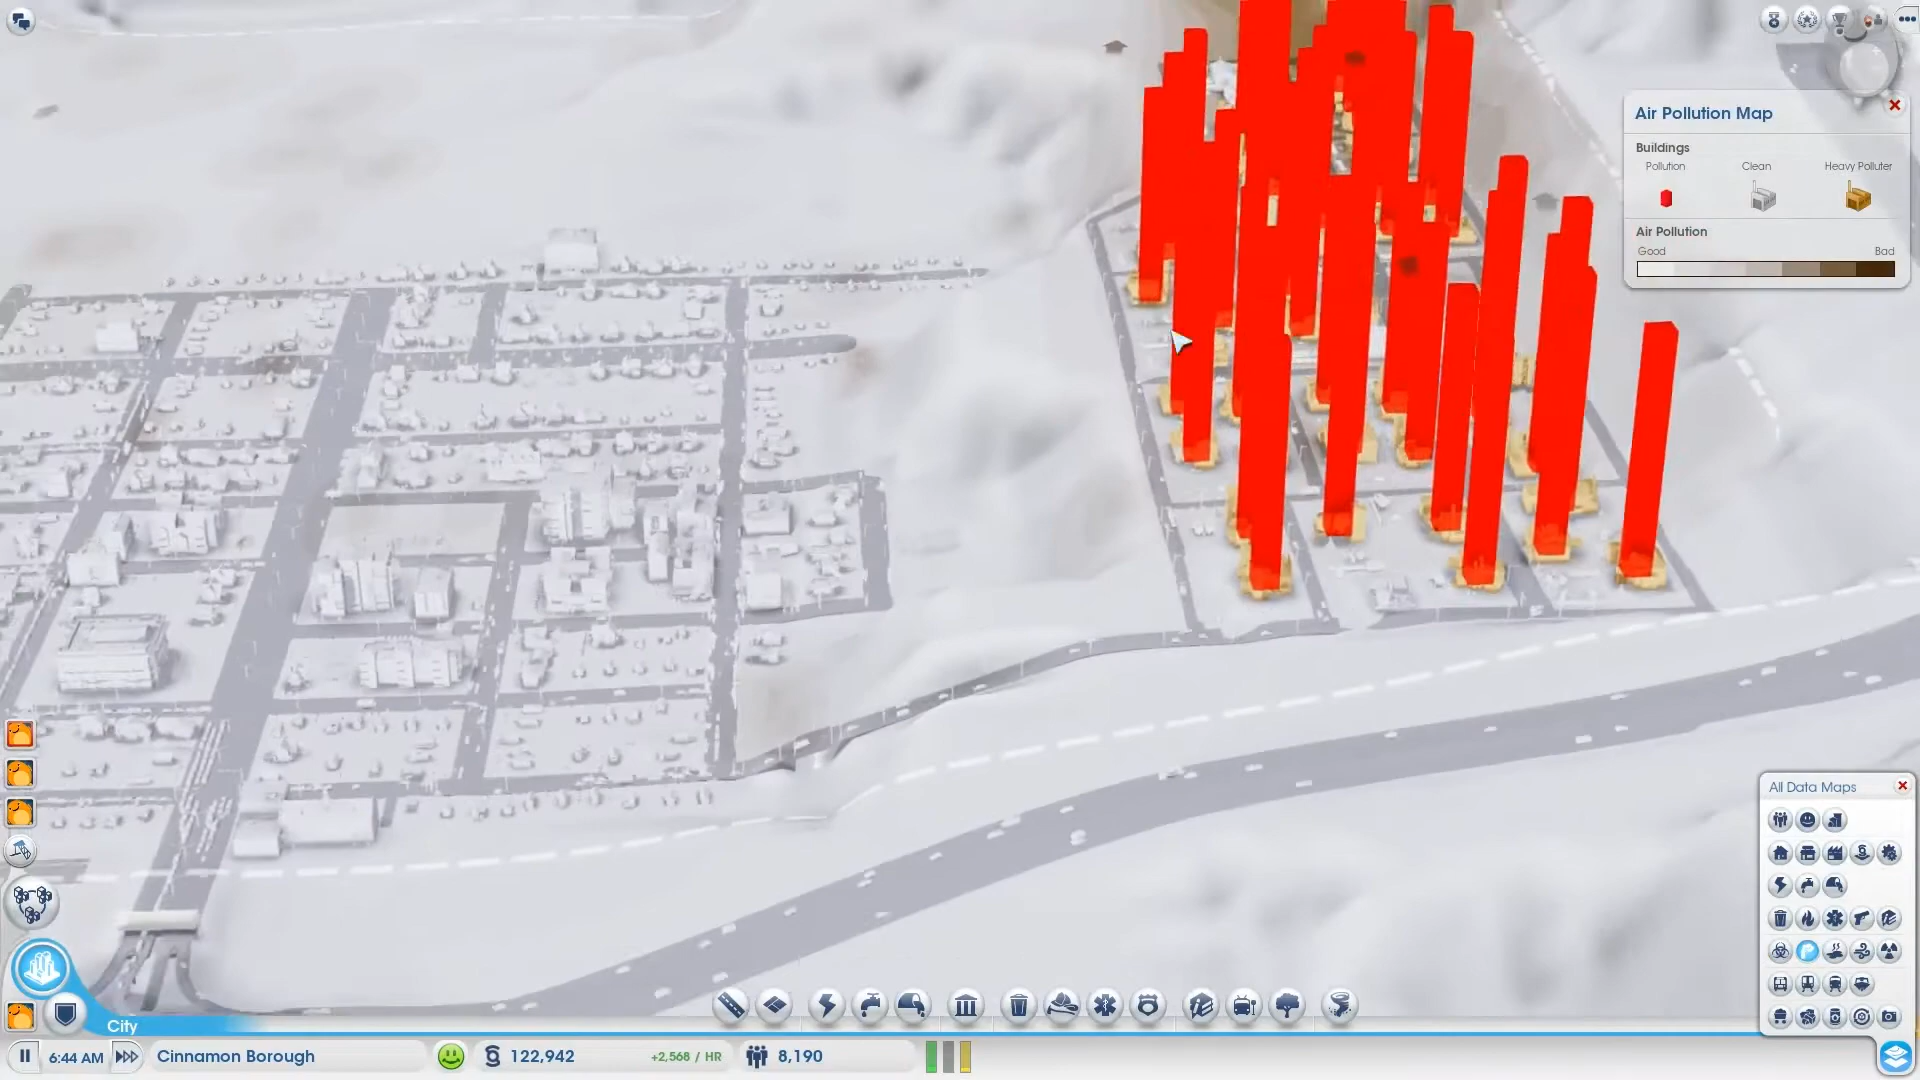 Air Pollution Map
Buildings
Pollution Clean Heavy Polluter
Air Pollution
Good Bad
All Data Maps
City
6:44 AM Cinnamon Borough 122,942 +2,568 / HR 8,190